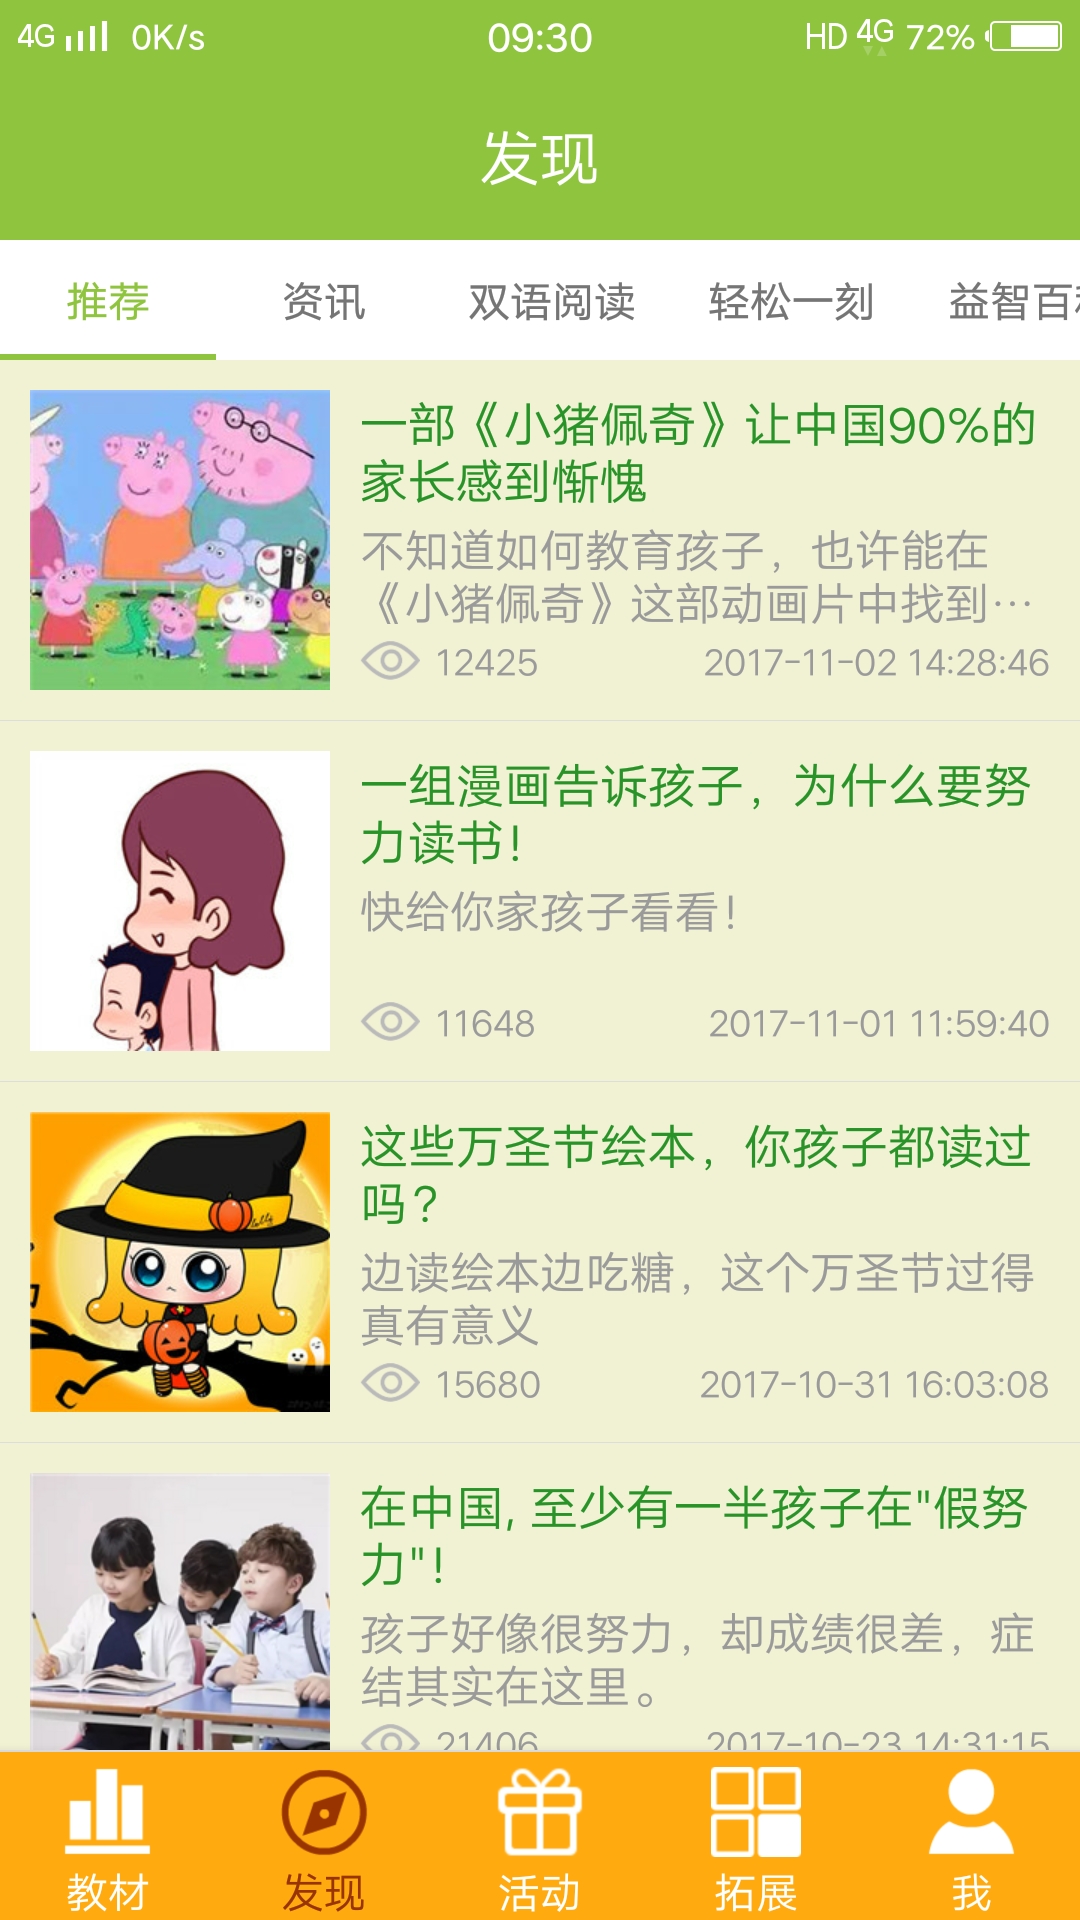 4G 0K/s 09:30 HD 4G 72%
发现
推荐 资讯 双语阅读 轻松一刻 益智百科
一部《小猪佩奇》让中国90%的
家长感到惭愧
不知道如何教育孩子，也许能在
《小猪佩奇》这部动画片中找到…
12425 2017-11-02 14:28:46
一组漫画告诉孩子，为什么要努
力读书！
快给你家孩子看看！
11648 2017-11-01 11:59:40
这些万圣节绘本，你孩子都读过
吗？
边读绘本边吃糖，这个万圣节过得
真有意义
15680 2017-10-31 16:03:08
在中国, 至少有一半孩子在"假努
力"！
孩子好像很努力，却成绩很差，症
结其实在这里。
21406 2017-10-23 14:31:15
教材 发现 活动 拓展 我